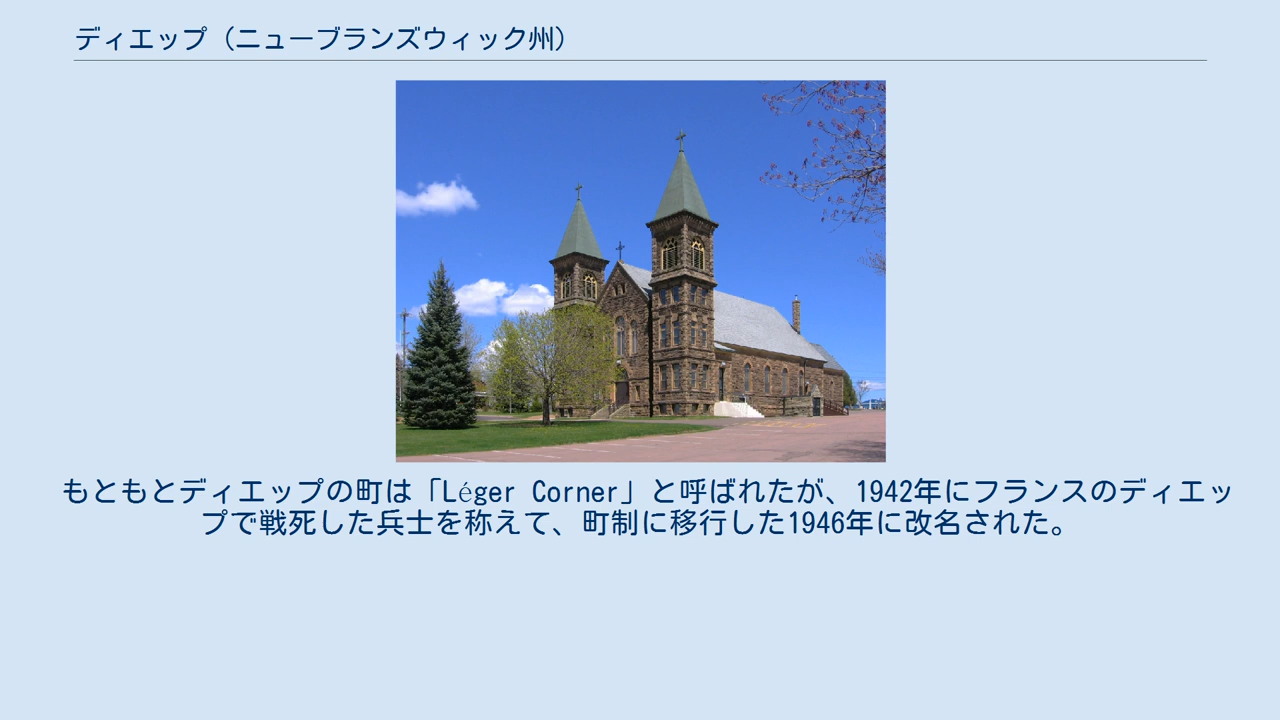 ディエップ（ニューブランズウィック州）
もともとディエップの町は「Léger Corner」と呼ばれたが、1942年にフランスのディエッ
プで戦死した兵士を称えて、町制に移行した1946年に改名された。